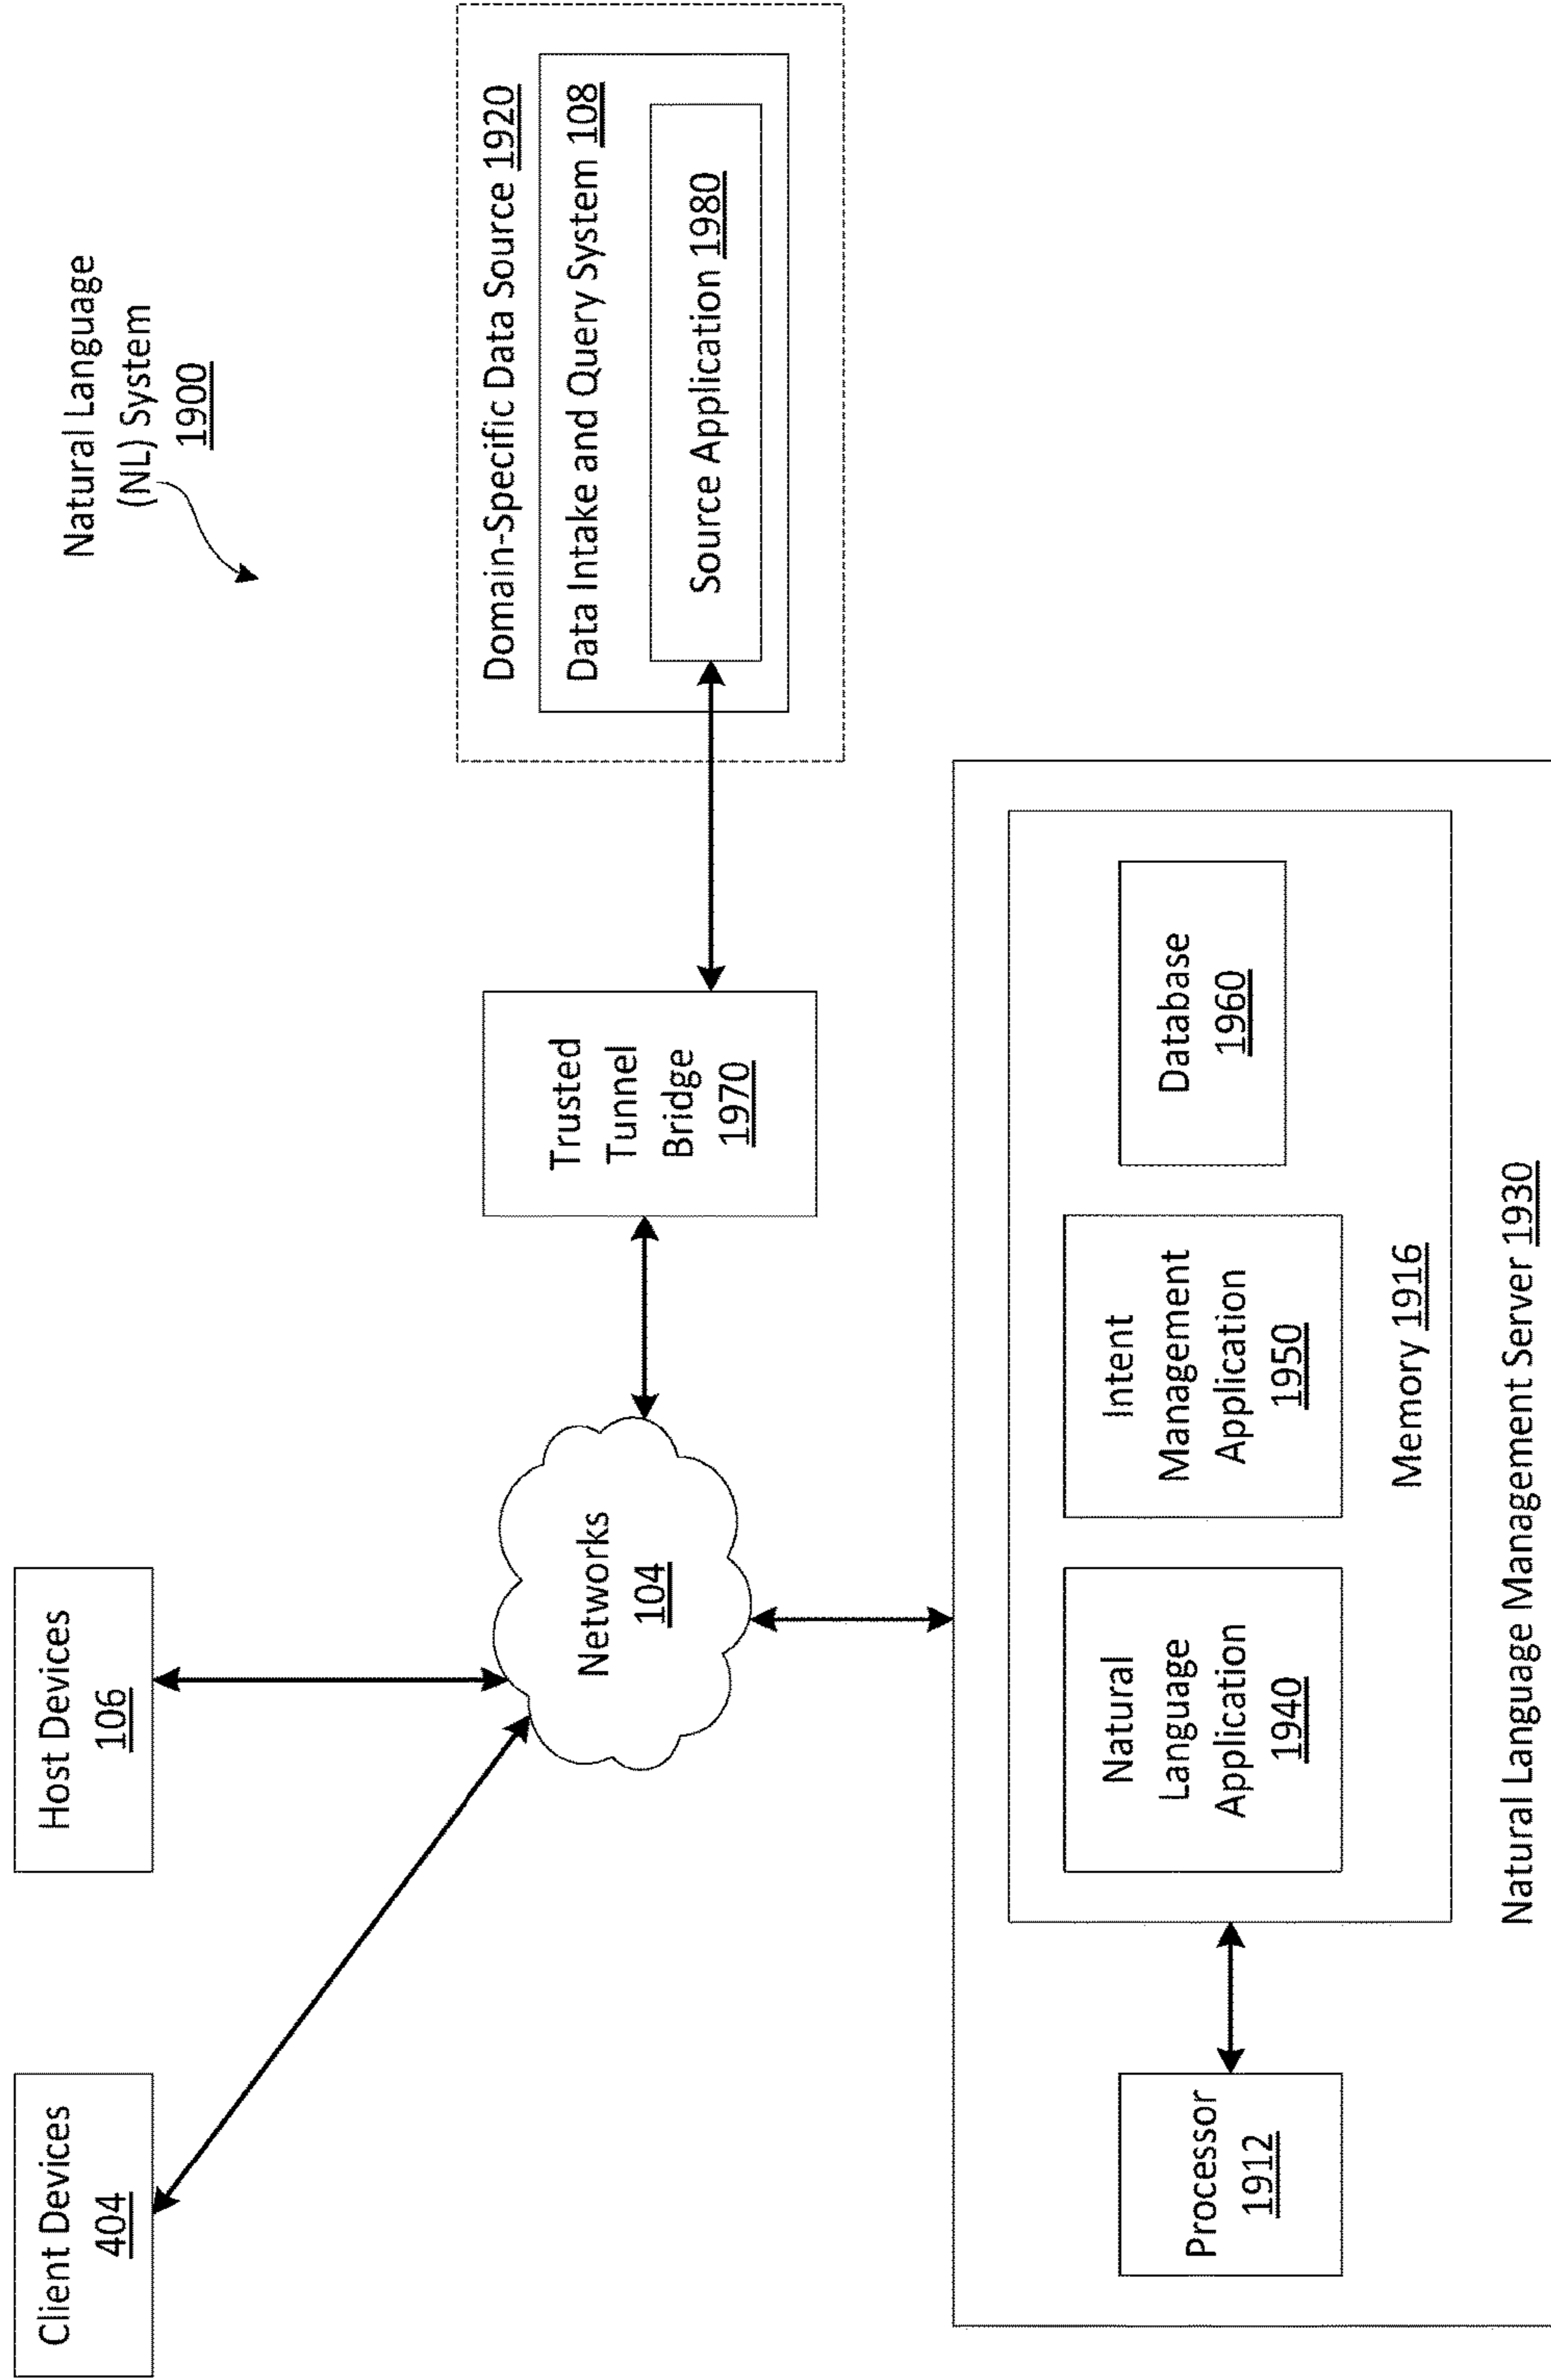 Natural Language
(NL) System
1900
Client Devices
404
Host Devices
106
Networks
104
Trusted
Tunnel
Bridge
1970
Domain-Specific Data Source 1920
Data Intake and Query System 108
Source Application 1980
Processor
1912
Natural
Language
Application
1940
Intent
Management
Application
1950
Database
1960
Memory 1916
Natural Language Management Server 1930